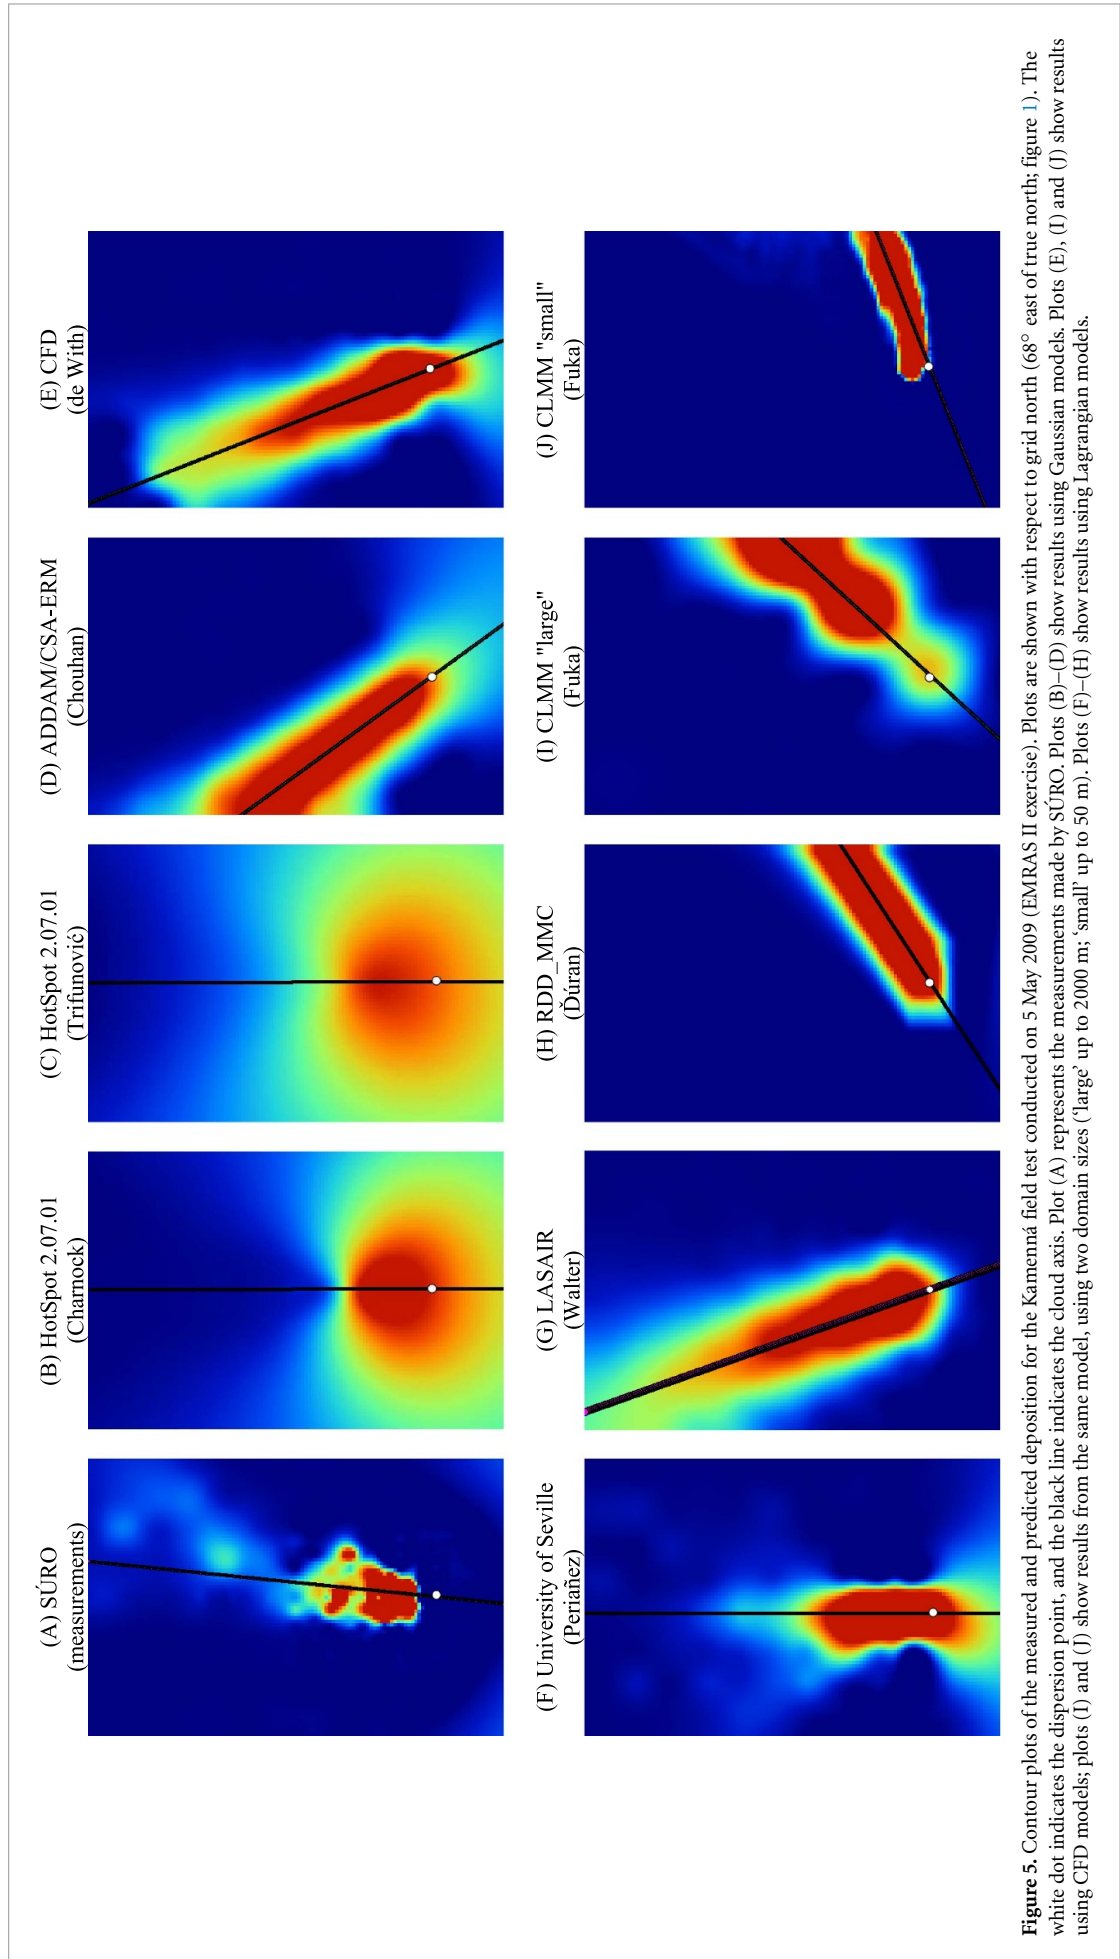 (A) SÚRO
(measurements)
(B) HotSpot 2.07.01
(Charnock)
(C) HotSpot 2.07.01
(Trifunović)
(D) ADDAM/CSA-ERM
(Chouhan)
(E) CFD
(de With)
(F) University of Seville
(Periañez)
(G) LASAIR
(Walter)
(H) RDD_MMC
(Ďúran)
(I) CLMM "large"
(Fuka)
(J) CLMM "small"
(Fuka)
Figure 5. Contour plots of the measured and predicted deposition for the Kamenná field test conducted on 5 May 2009 (EMRAS II exercise). Plots are shown with respect to grid north (68° east of true north; figure 1). The
white dot indicates the dispersion point, and the black line indicates the cloud axis. Plot (A) represents the measurements made by SÚRO. Plots (B)–(D) show results using Gaussian models. Plots (E), (I) and (J) show results
using CFD models; plots (I) and (J) show results from the same model, using two domain sizes (‘large’ up to 2000 m; ‘small’ up to 50 m). Plots (F)–(H) show results using Lagrangian models.